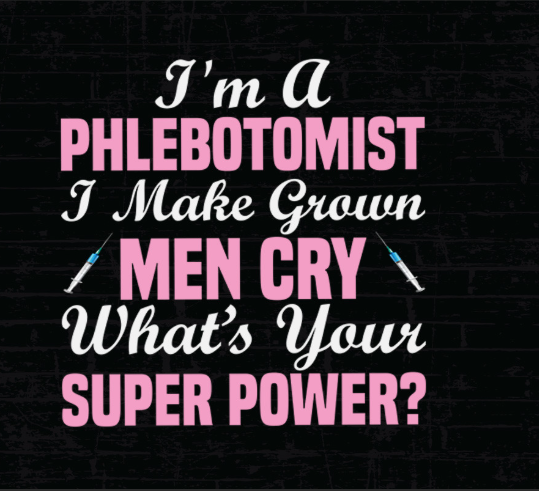 I'm A
PHLEBOTOMIST
I Make Grown
MEN CRY
What's Your
SUPER POWER?